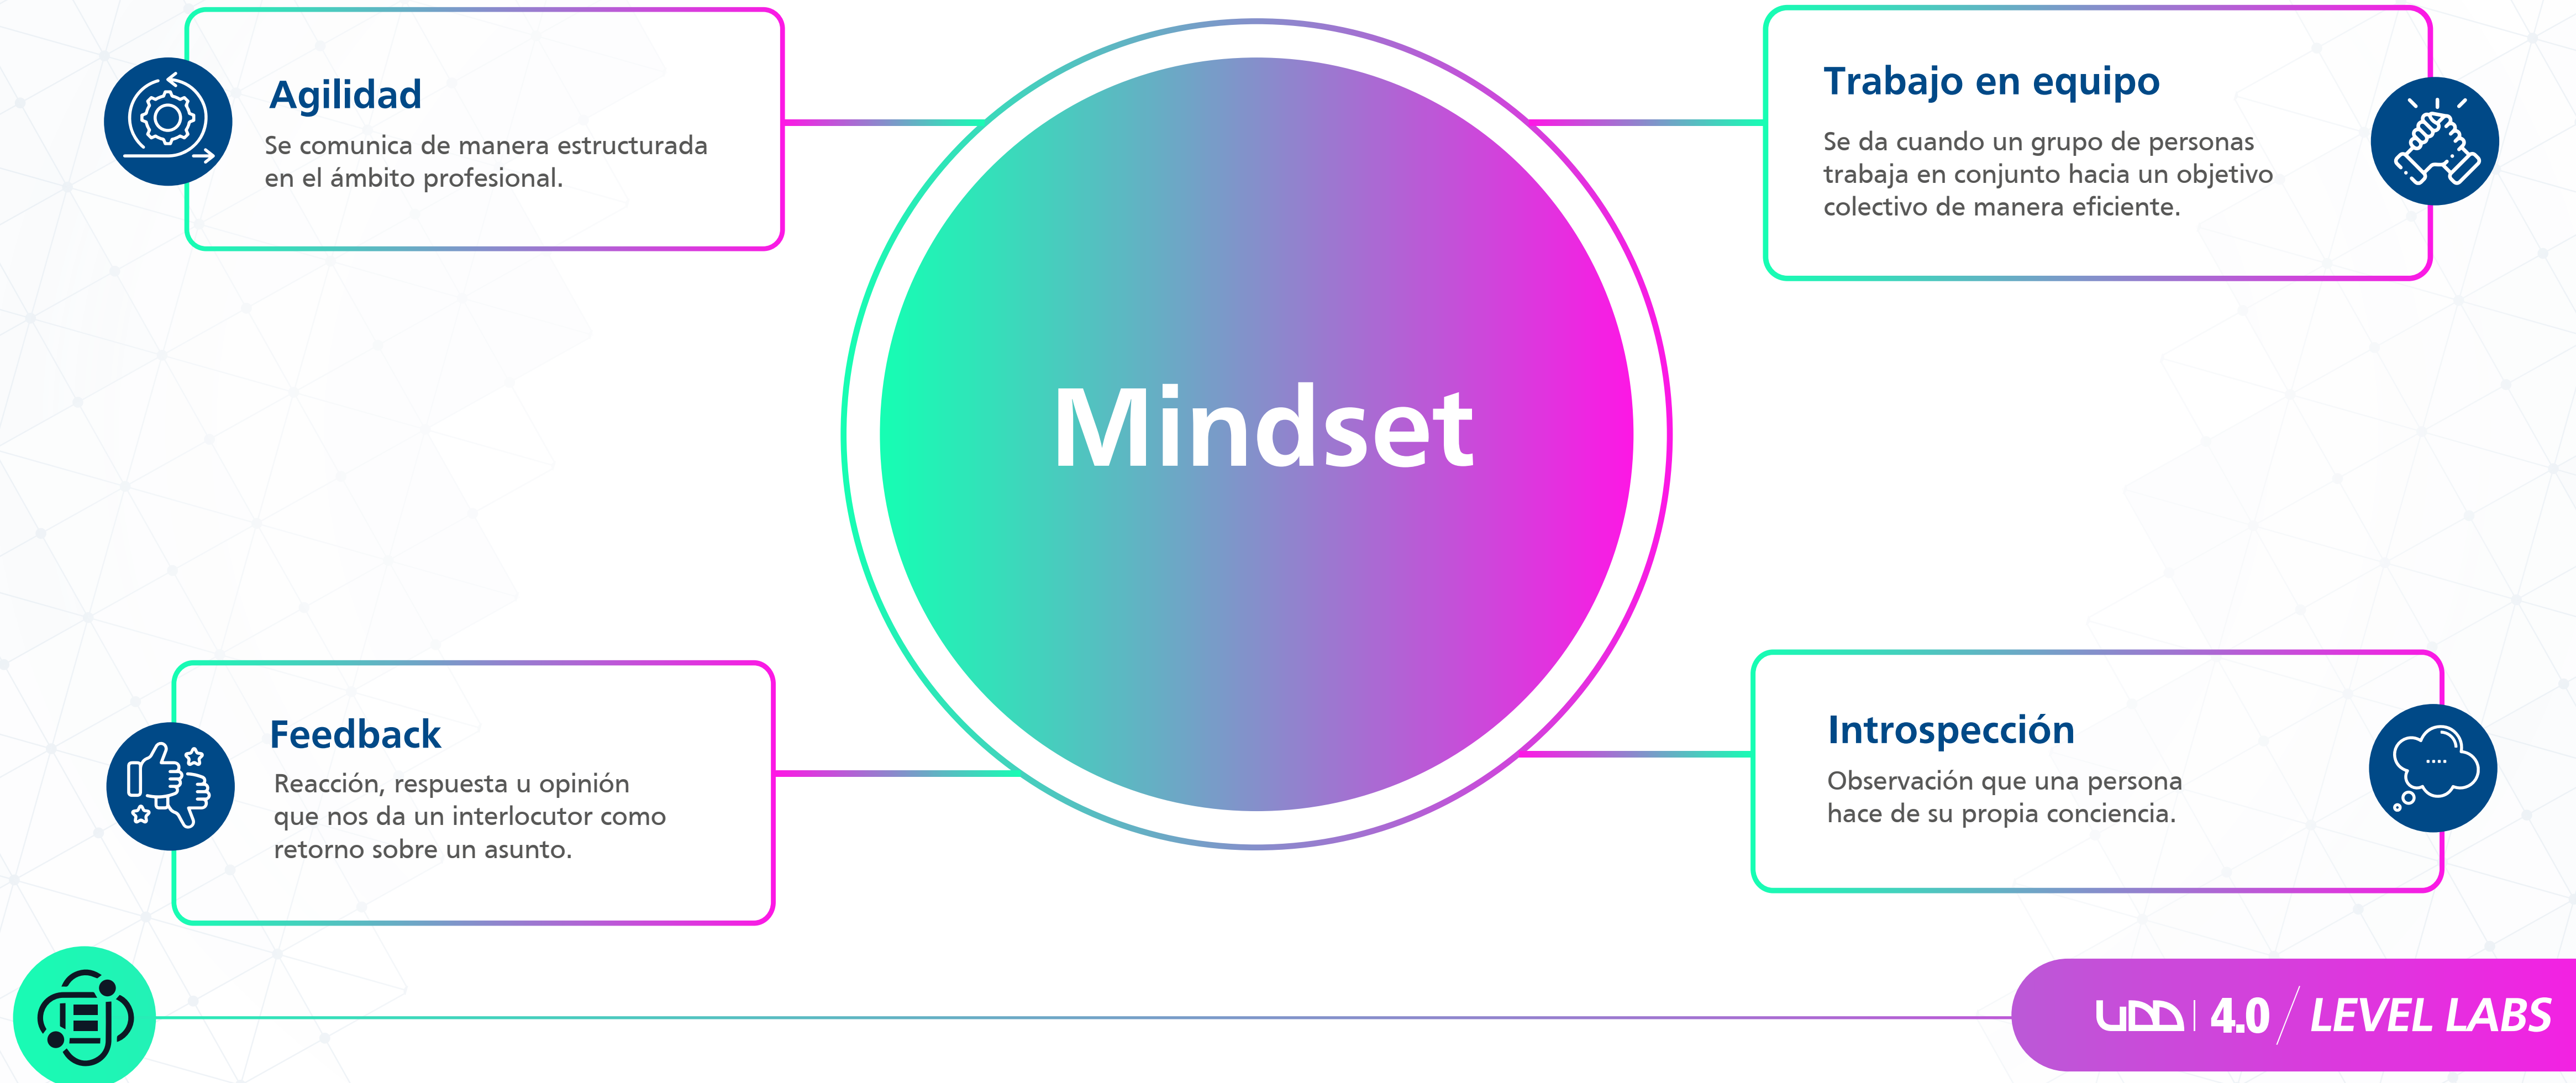 Agilidad
Se comunica de manera estructurada
en el ámbito profesional.
Trabajo en equipo
Se da cuando un grupo de personas
trabaja en conjunto hacia un objetivo
colectivo de manera eficiente.
Mindset
Feedback
Reacción, respuesta u opinión
que nos da un interlocutor como
retorno sobre un asunto.
Introspección
Observación que una persona
hace de su propia conciencia.
UDD | 4.0 / LEVEL LABS